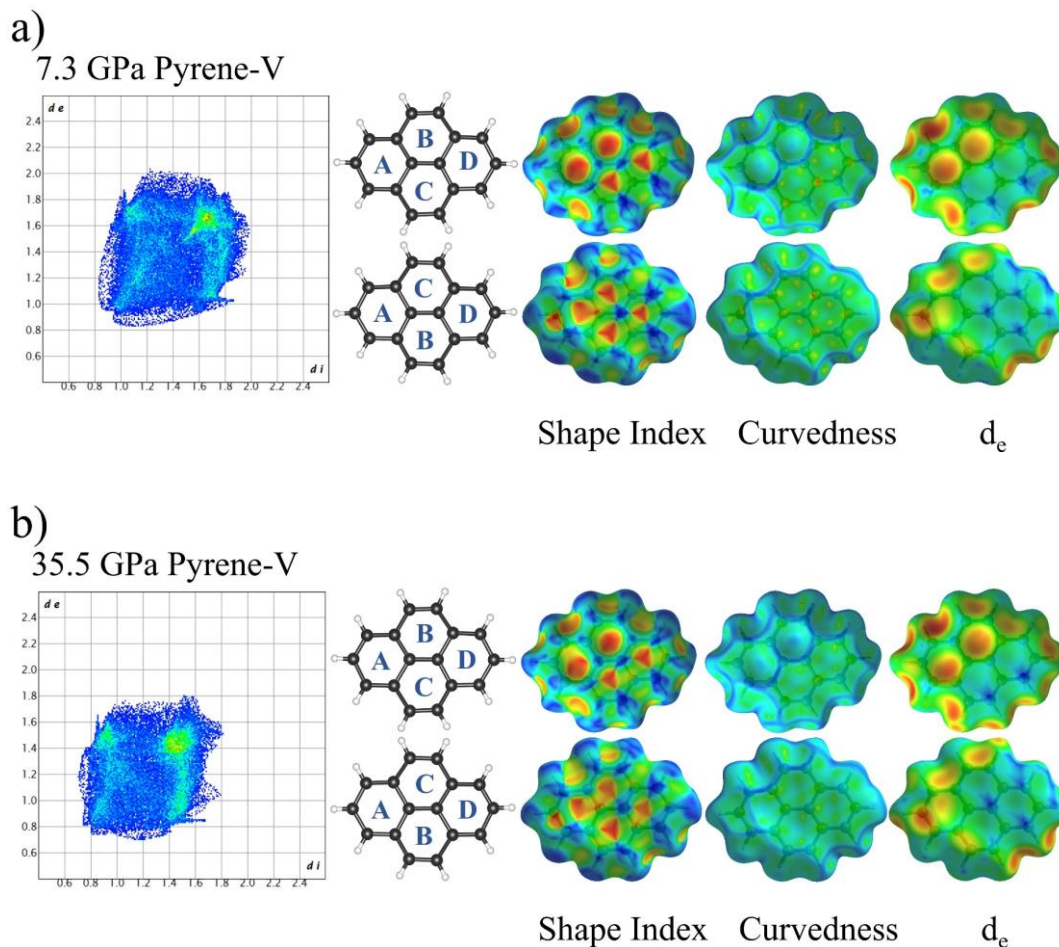 a)
7.3 GPa Pyrene-V
d e
2.4
2.2
2.0
1.8
1.6
1.4
1.2
1.0
0.8
0.6
d i
0.6 0.8 1.0 1.2 1.4 1.6 1.8 2.0 2.2 2.4
B
A D
C
C
A D
B
Shape Index Curvedness de
b)
35.5 GPa Pyrene-V
d e
2.4
2.2
2.0
1.8
1.6
1.4
1.2
1.0
0.8
0.6
d i
0.6 0.8 1.0 1.2 1.4 1.6 1.8 2.0 2.2 2.4
B
A D
C
C
A D
B
Shape Index Curvedness de